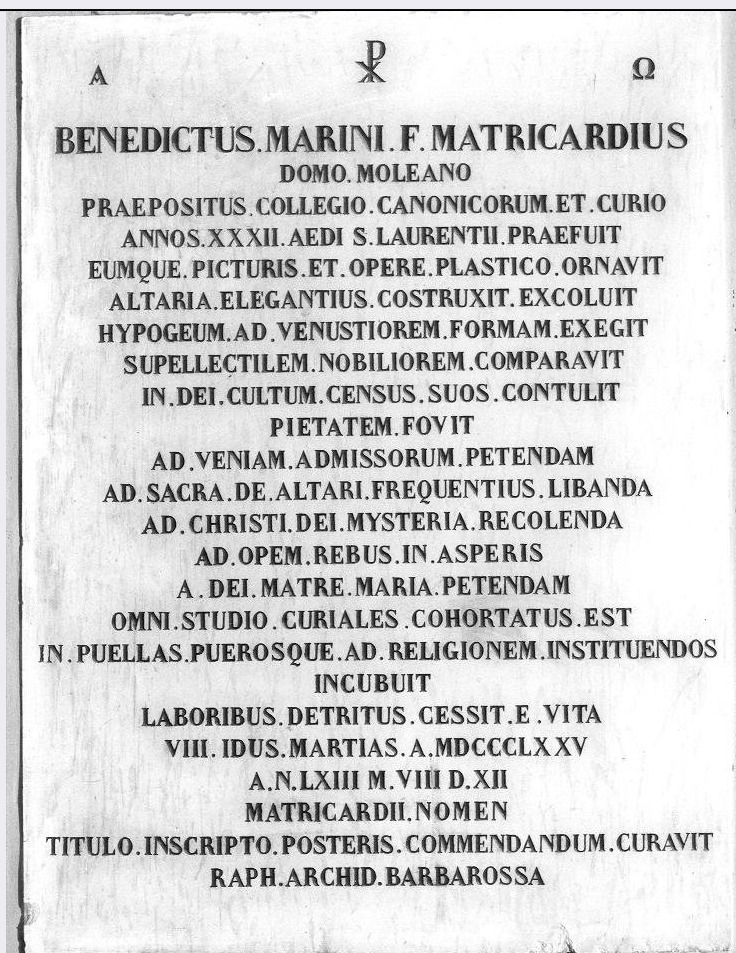 Α ☧ Ω
BENEDICTUS.MARINI.F.MATRICARDIUS
DOMO.MOLEANO
PRAEPOSITUS.COLLEGIO.CANONICORUM.ET.CURIO
ANNOS.XXXII.AEDI S.LAURENTII.PRAEFUIT
EUMQUE.PICTURIS.ET.OPERE.PLASTICO.ORNAVIT
ALTARIA.ELEGANTIUS.COSTRUXIT.EXCOLUIT
HYPOGEUM.AD.VENUSTIOREM.FORMAM.EXEGIT
SUPELLECTILEM.NOBILIOREM.COMPARAVIT
IN.DEI.CULTUM.CENSUS.SUOS.CONTULIT
PIETATEM.FOVIT
AD.VENIAM.ADMISSORUM.PETENDAM
AD.SACRA.DE.ALTARI.FREQUENTIUS.LIBANDA
AD.CHRISTI.DEI.MYSTERIA.RECOLENDA
AD.OPEM.REBUS.IN.ASPERIS
A.DEI.MATRE.MARIA.PETENDAM
OMNI.STUDIO.CURIALES.COHORTATUS.EST
IN.PUELLAS.PUEROSQUE.AD.RELIGIONEM.INSTITUENDOS
INCUBUIT
LABORIBUS.DETRITUS.CESSIT.E.VITA
VIII.IDUS.MARTIAS.A.MDCCCLXXV
A.N.LXIII M.VIII D.XII
MATRICARDII.NOMEN
TITULO.INSCRIPTO.POSTERIS.COMMENDANDUM.CURAVIT
RAPH.ARCHID.BARBAROSSA